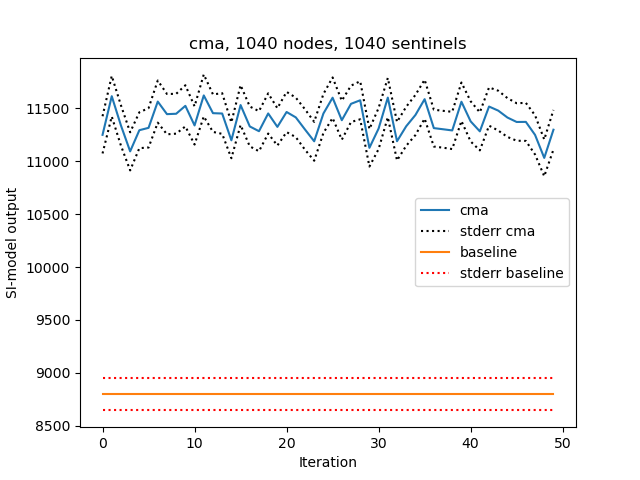 cma, 1040 nodes, 1040 sentinels
SI-model output
11500
11000
10500
10000
9500
9000
8500
cma
stderr cma
baseline
stderr baseline
0 10 20 30 40 50
Iteration